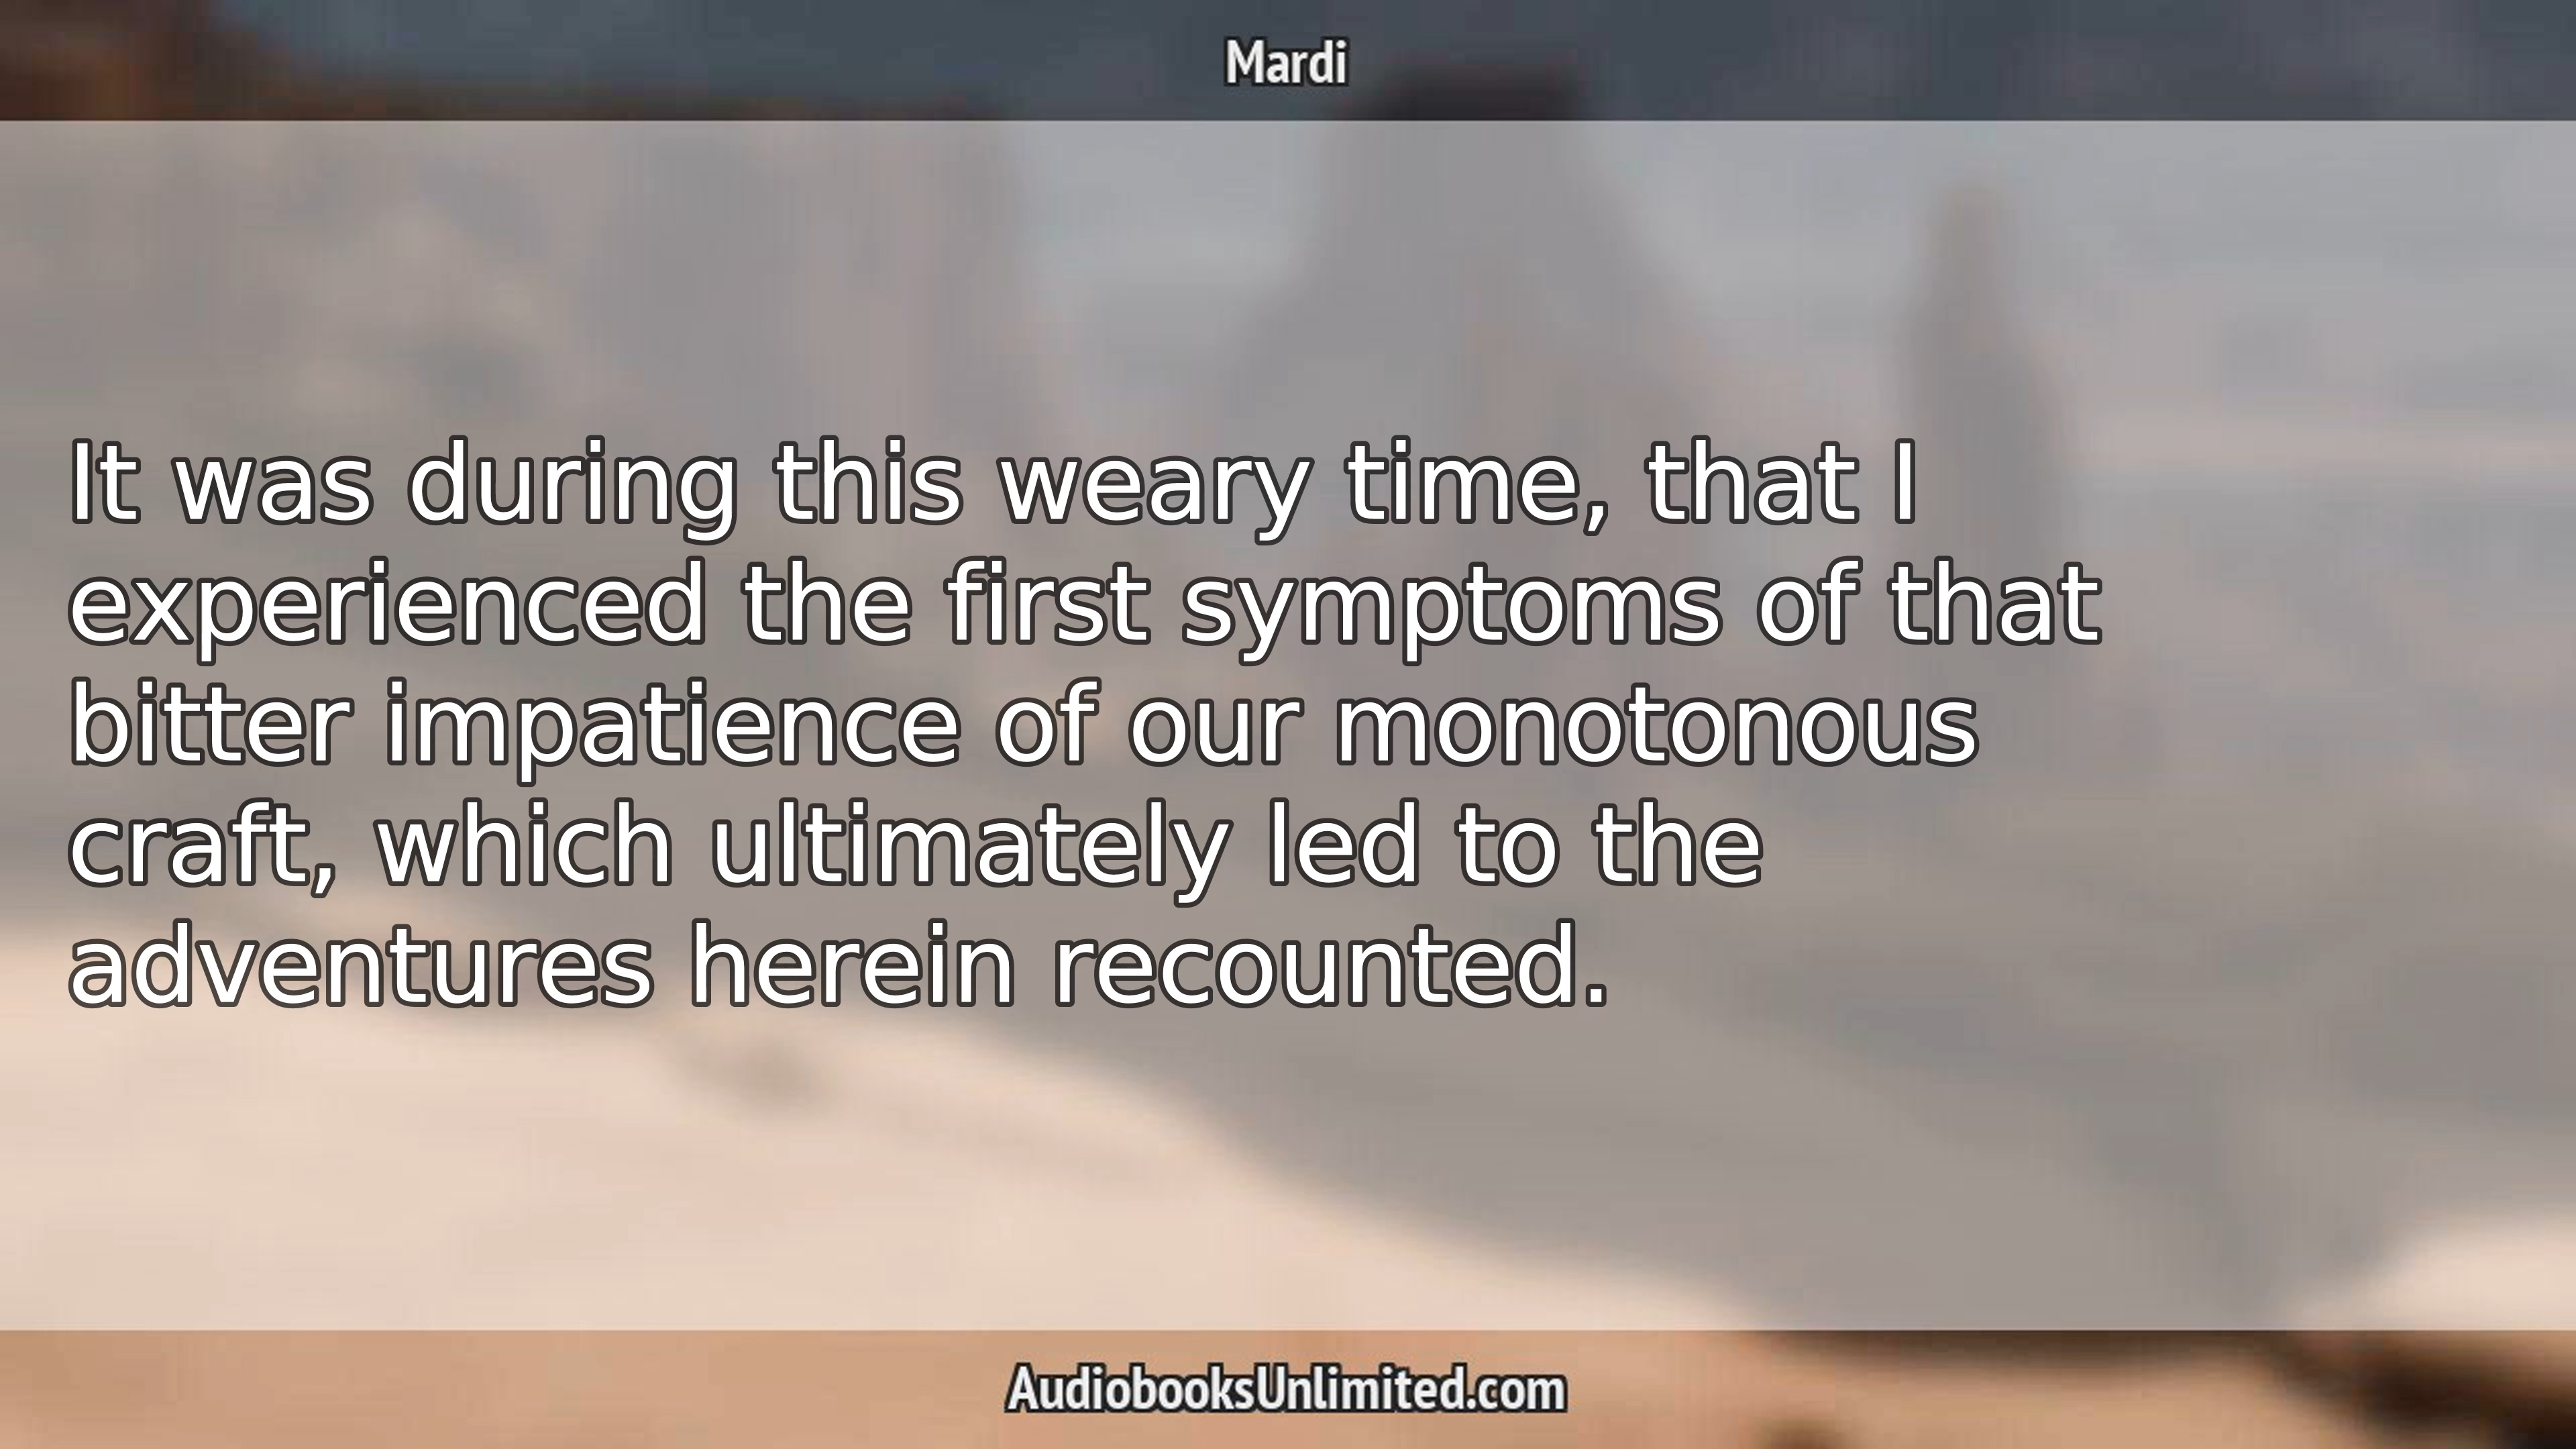 Mardi
It was during this weary time, that I
experienced the first symptoms of that
bitter impatience of our monotonous
craft, which ultimately led to the
adventures herein recounted.
AudiobooksUnlimited.com